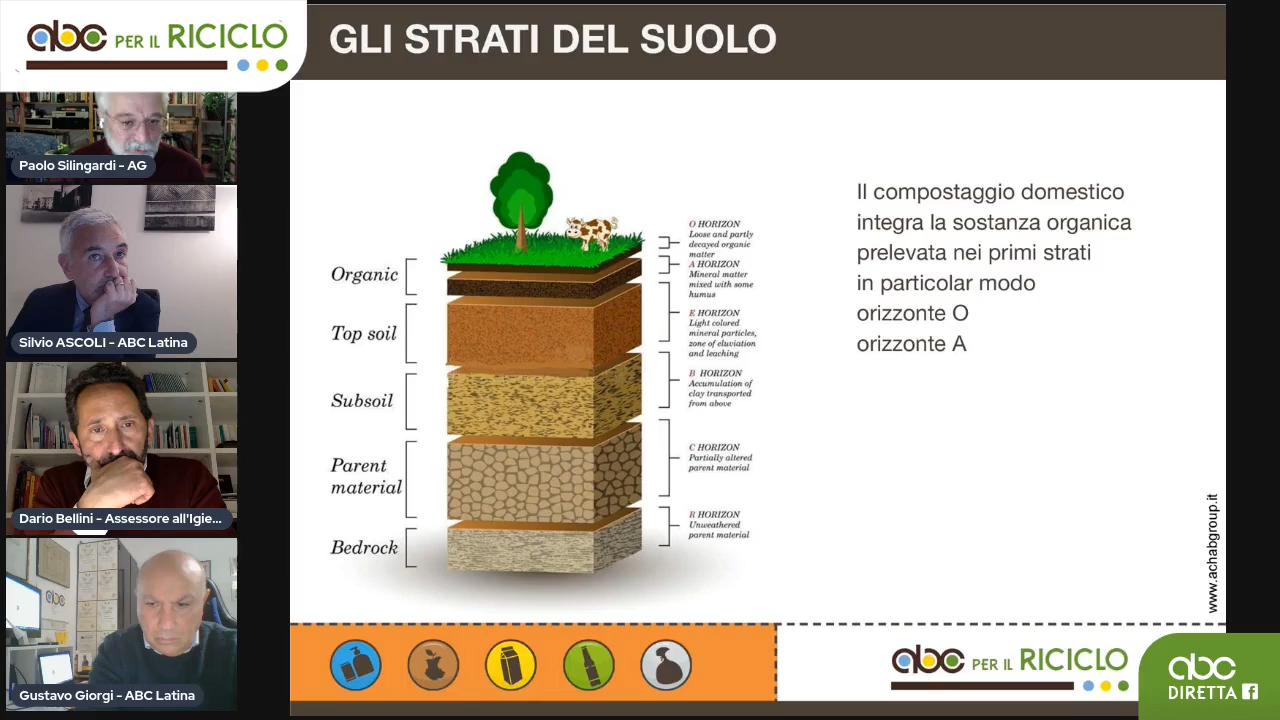 abc PER IL RICICLO
GLI STRATI DEL SUOLO
Paolo Silingardi - AG
Silvio ASCOLI - ABC Latina
Dario Bellini - Assessore all'Igie...
Gustavo Giorgi - ABC Latina
Organic
Top soil
Subsoil
Parent
material
Bedrock
O HORIZON
Loose and partly
decayed organic
matter
A HORIZON
Mineral matter
mixed with some
humus
E HORIZON
Light colored
mineral particles,
zone of eluviation
and leaching
B HORIZON
Accumulation of
clay transported
from above
C HORIZON
Partially altered
parent material
R HORIZON
Unweathered
parent material
Il compostaggio domestico
integra la sostanza organica
prelevata nei primi strati
in particolar modo
orizzonte O
orizzonte A
www.achabgroup.it
abc PER IL RICICLO
abc
DIRETTA f